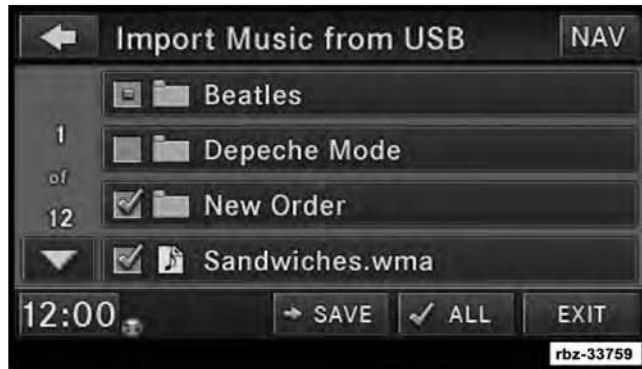 Import Music from USB NAV
Beatles
1
Depeche Mode
of
12
New Order
Sandwiches.wma
12:00 SAVE ALL EXIT
rbz-33759